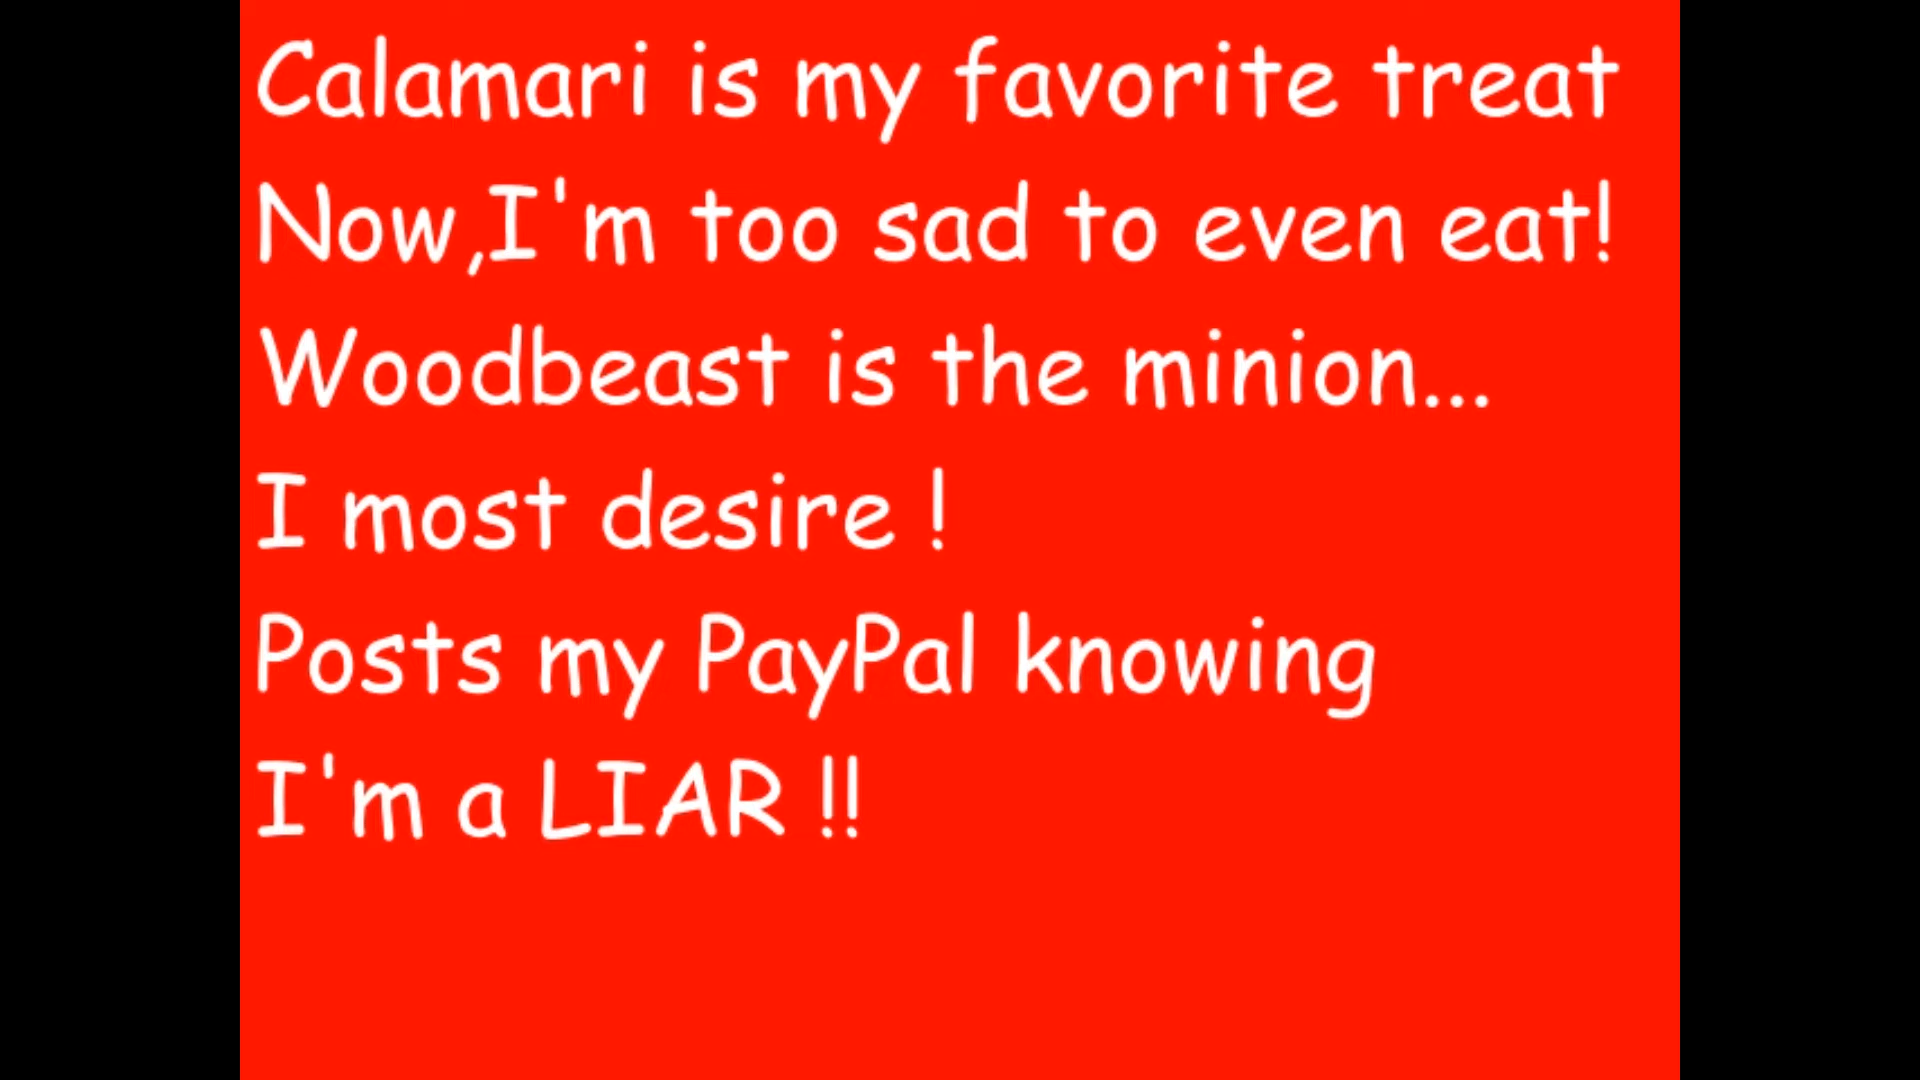 Calamari is my favorite treat
Now,I'm too sad to even eat!
Woodbeast is the minion...
I most desire !
Posts my PayPal knowing
I'm a LIAR !!